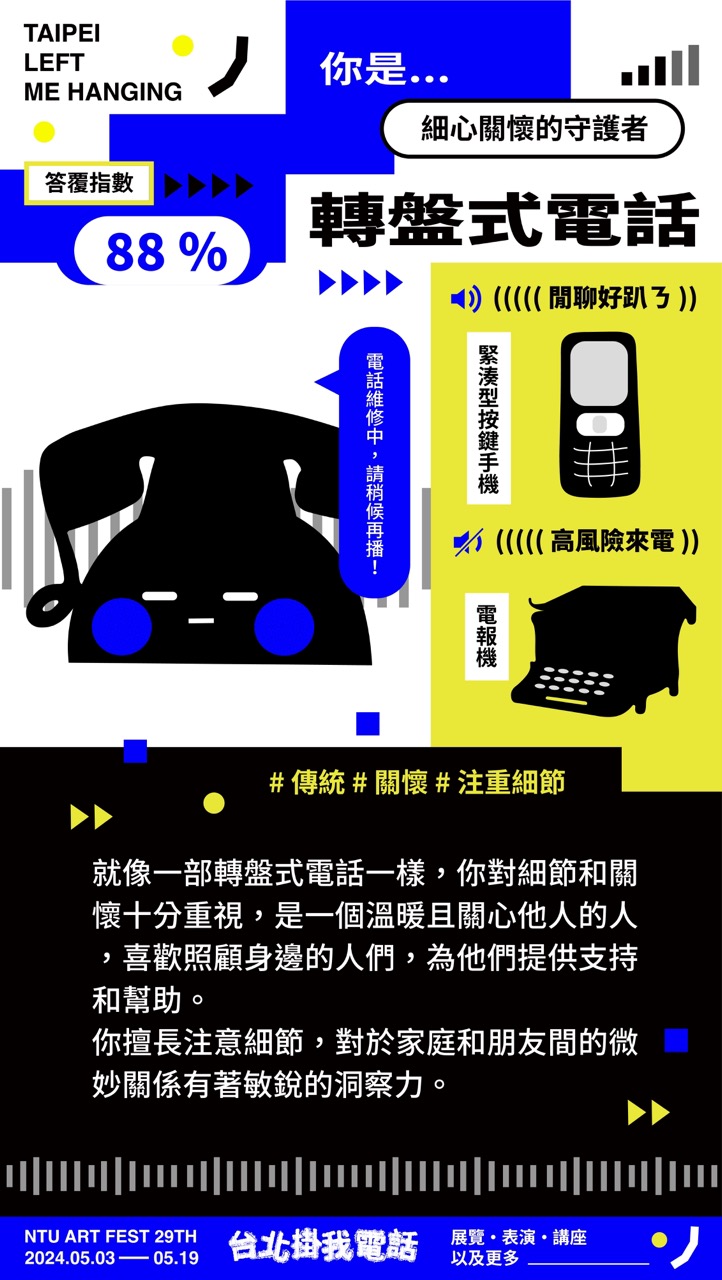 TAIPEI
LEFT
ME HANGING
你是...
細心關懷的守護者
答覆指數
88 %
轉盤式電話
((((( 閒聊好趴ㄋ ))
緊湊型按鍵手機
電話維修中，請稍候再播！
((((( 高風險來電 ))
電報機
# 傳統 # 關懷 # 注重細節
就像一部轉盤式電話一樣，你對細節和關
懷十分重視，是一個溫暖且關心他人的人
，喜歡照顧身邊的人們，為他們提供支持
和幫助。
你擅長注意細節，對於家庭和朋友間的微
妙關係有著敏銳的洞察力。
NTU ART FEST 29TH
2024.05.03 — 05.19
台北掛我電話
展覽・表演・講座
以及更多